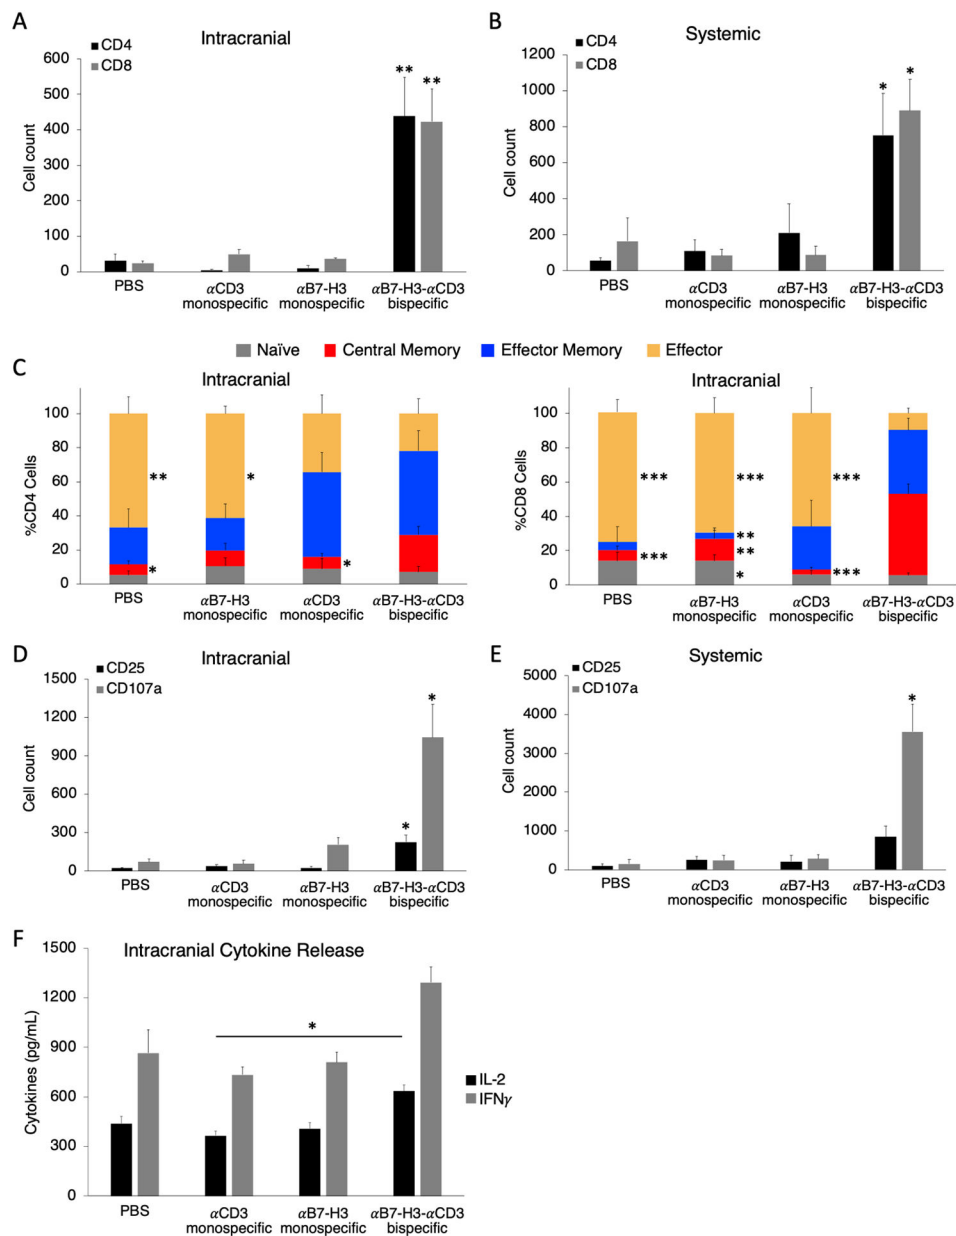 A
Intracranial
CD4
CD8
Cell count
600
500
400
300
200
100
0
** **
PBS
αCD3 monospecific
αB7-H3 monospecific
αB7-H3-αCD3 bispecific
B
Systemic
CD4
CD8
Cell count
1200
1000
800
600
400
200
0
* *
PBS
αCD3 monospecific
αB7-H3 monospecific
αB7-H3-αCD3 bispecific
Naïve Central Memory Effector Memory Effector
C
Intracranial
%CD4 Cells
100
80
60
40
20
0
** *
* *
PBS
αB7-H3 monospecific
αCD3 monospecific
αB7-H3-αCD3 bispecific
Intracranial
%CD8 Cells
100
80
60
40
20
0
*** *** ***
**
*** ** ***
*
PBS
αB7-H3 monospecific
αCD3 monospecific
αB7-H3-αCD3 bispecific
D
Intracranial
CD25
CD107a
Cell count
1500
1200
900
600
300
0
* *
PBS
αCD3 monospecific
αB7-H3 monospecific
αB7-H3-αCD3 bispecific
E
Systemic
CD25
CD107a
Cell count
5000
4000
3000
2000
1000
0
*
PBS
αCD3 monospecific
αB7-H3 monospecific
αB7-H3-αCD3 bispecific
F
Intracranial Cytokine Release
Cytokines (pg/mL)
1500
1200
900
600
300
0
*
IL-2
IFNγ
PBS
αCD3 monospecific
αB7-H3 monospecific
αB7-H3-αCD3 bispecific